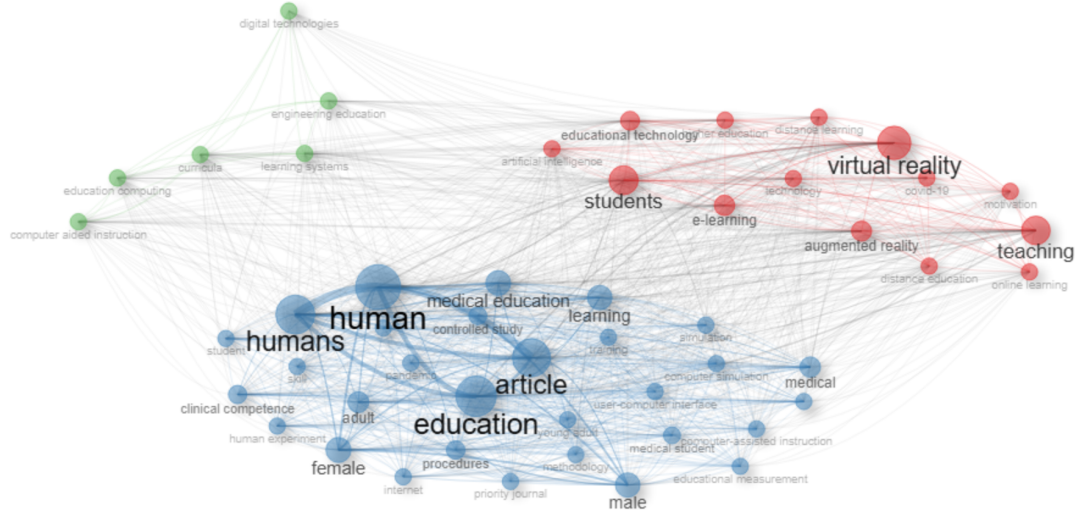 digital technologies
engineering education
educational technology
distance learning
artificial intelligence
curricula
learning systems
virtual reality
education computing
technology
covid-19
students
motivation
e-learning
computer aided instruction
augmented reality
teaching
distance education
online learning
medical education
human
learning
controlled study
humans
student
simulation
training
article
pandemic
computer simulation
medical
skill
clinical competence
adult
user-computer interface
education
young adult
human experiment
computer-assisted instruction
medical student
female
procedures
methodology
educational measurement
internet
priority journal
male